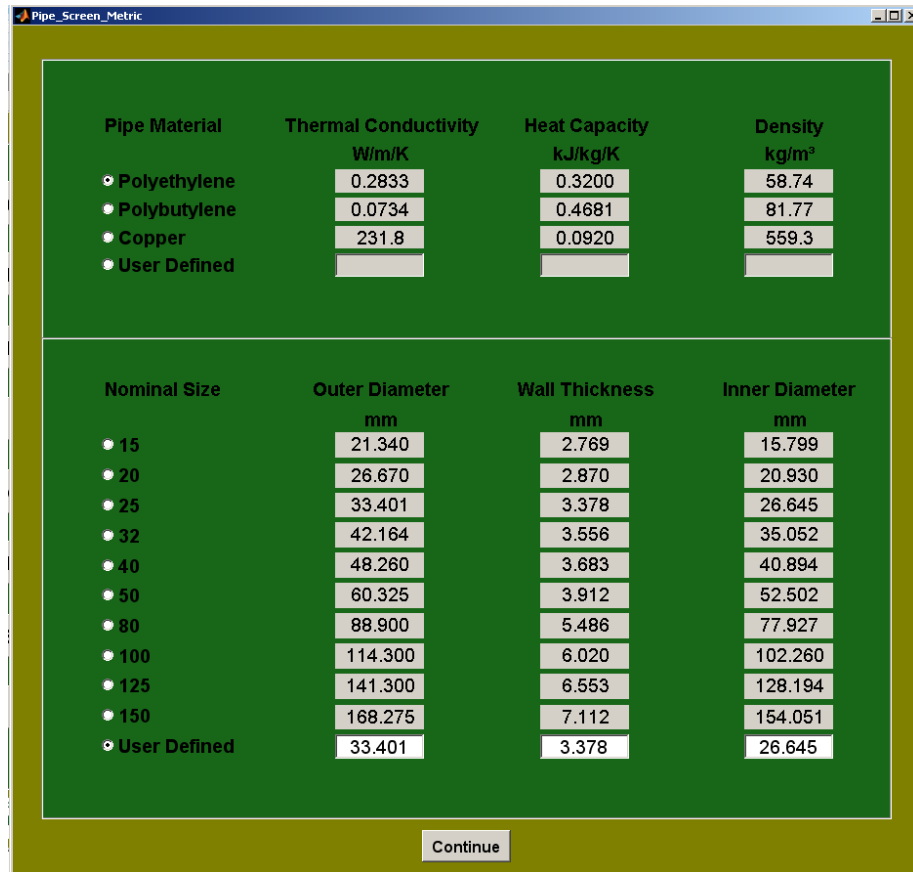 Pipe_Screen_Metric
Pipe Material Thermal Conductivity Heat Capacity Density
W/m/K kJ/kg/K kg/m³
Polyethylene 0.2833 0.3200 58.74
Polybutylene 0.0734 0.4681 81.77
Copper 231.8 0.0920 559.3
User Defined
Nominal Size Outer Diameter Wall Thickness Inner Diameter
mm mm mm
15 21.340 2.769 15.799
20 26.670 2.870 20.930
25 33.401 3.378 26.645
32 42.164 3.556 35.052
40 48.260 3.683 40.894
50 60.325 3.912 52.502
80 88.900 5.486 77.927
100 114.300 6.020 102.260
125 141.300 6.553 128.194
150 168.275 7.112 154.051
User Defined 33.401 3.378 26.645
Continue